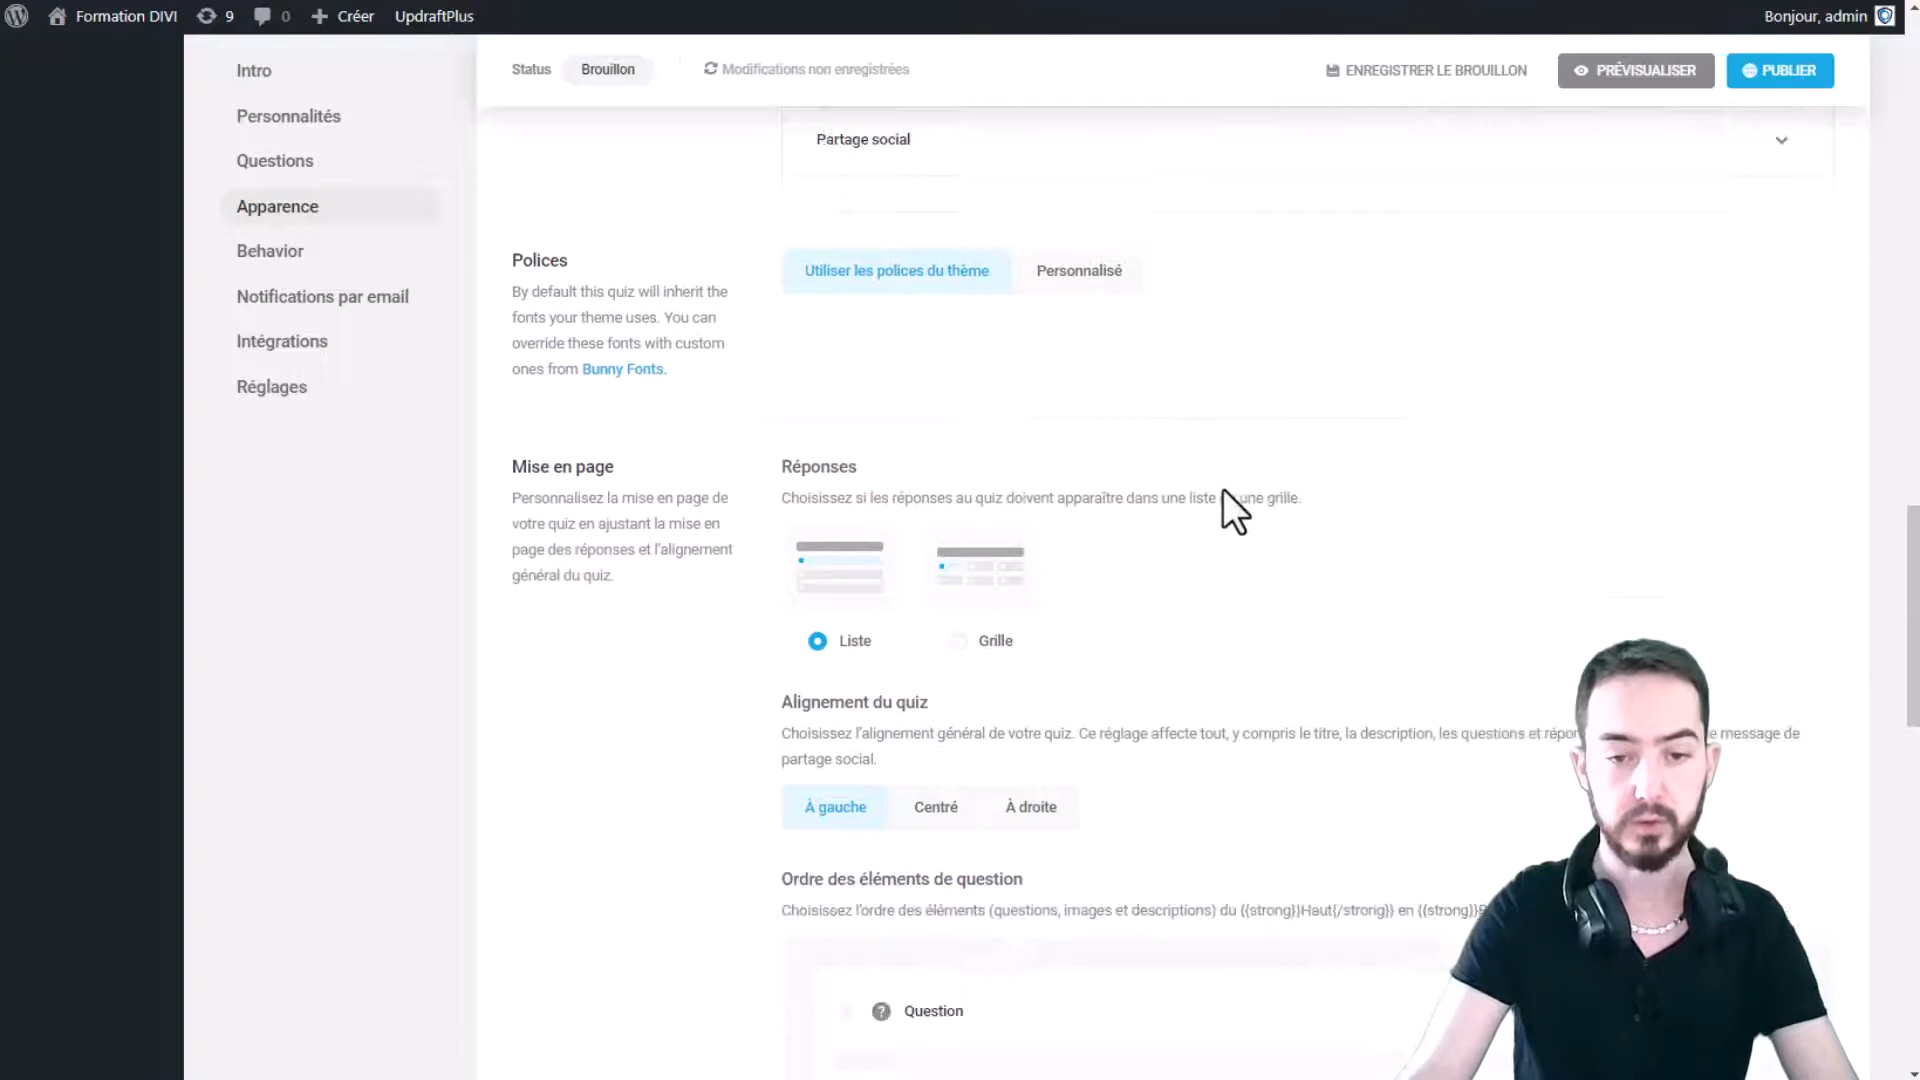 Formation DIVI
9
0
Créer
UpdraftPlus
Bonjour, admin
Intro
Personnalités
Questions
Apparence
Behavior
Notifications par email
Intégrations
Réglages
Status
Brouillon
Modifications non enregistrées
ENREGISTRER LE BROUILLON
PRÉVISUALISER
PUBLIER
Partage social
Polices
By default this quiz will inherit the
fonts your theme uses. You can
override these fonts with custom
ones from Bunny Fonts.
Utiliser les polices du thème
Personnalisé
Mise en page
Personnalisez la mise en page de
votre quiz en ajustant la mise en
page des réponses et l'alignement
général du quiz.
Réponses
Choisissez si les réponses au quiz doivent apparaître dans une liste une grille.
Liste
Grille
Alignement du quiz
Choisissez l'alignement général de votre quiz. Ce réglage affecte tout, y compris le titre, la description, les questions et message de
partage social.
À gauche
Centré
À droite
Ordre des éléments de question
Choisissez l'ordre des éléments (questions, images et descriptions) du {{strong}}Haut{/strorig}} en {{strong}}
Question